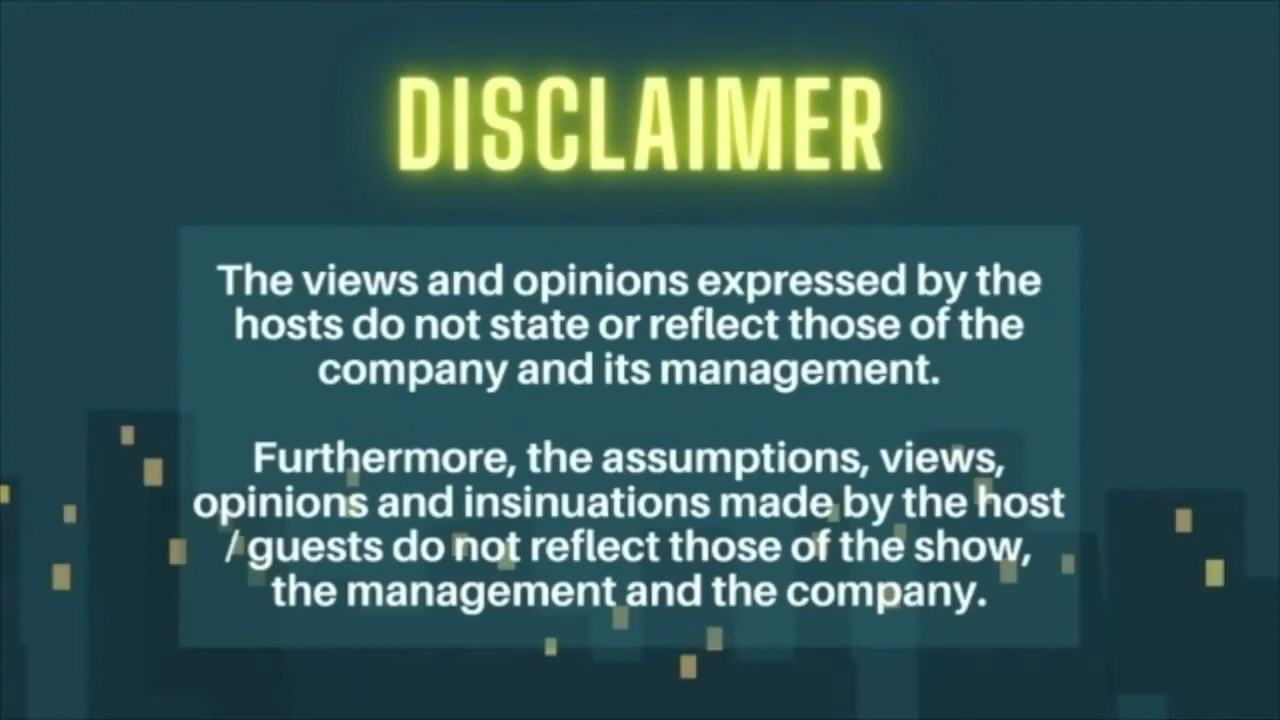 DISCLAIMER
The views and opinions expressed by the
hosts do not state or reflect those of the
company and its management.
Furthermore, the assumptions, views,
opinions and insinuations made by the host
/ guests do not reflect those of the show,
the management and the company.